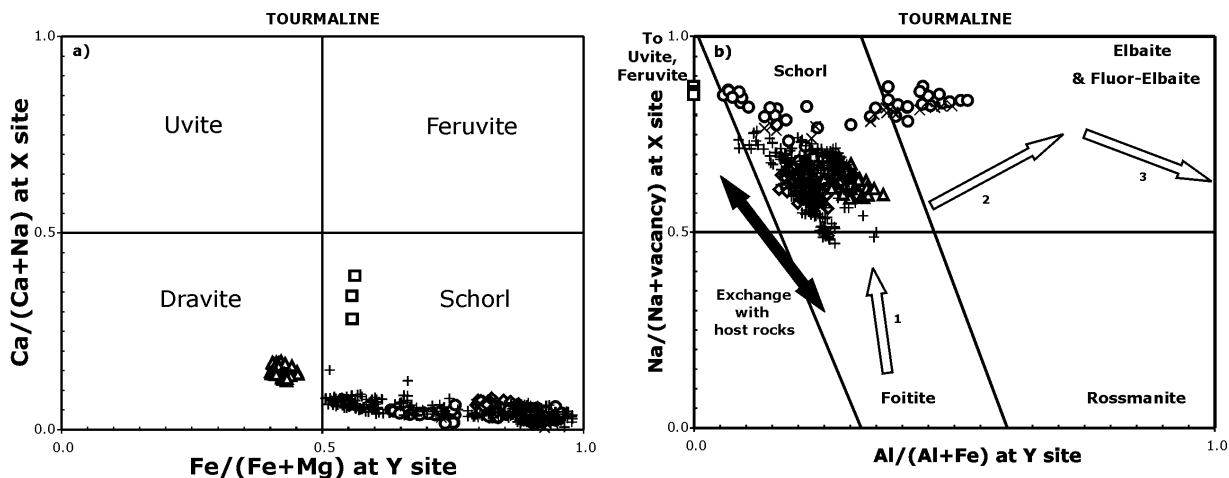 TOURMALINE
a)
1.0
0.5
0.0
Uvite
Feruvite
Dravite
Schorl
Ca/(Ca+Na) at X site
0.0
0.5
1.0
Fe/(Fe+Mg) at Y site
TOURMALINE
b)
1.0
To
Uvite,
Feruvite
0.5
0.0
Schorl
Elbaite
& Fluor-Elbaite
2
3
1
Exchange
with
host rocks
Foitite
Rossmanite
Na/(Na+vacancy) at X site
0.0
1.0
Al/(Al+Fe) at Y site